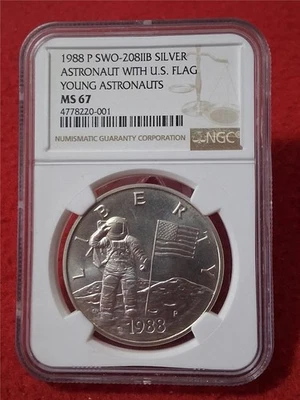 1988 P SWO-208IIB SILVER
ASTRONAUT WITH U.S. FLAG
YOUNG ASTRONAUTS
MS 67
4778220-001
NUMISMATIC GUARANTY CORPORATION
NGC
LIBERTY
P
1988